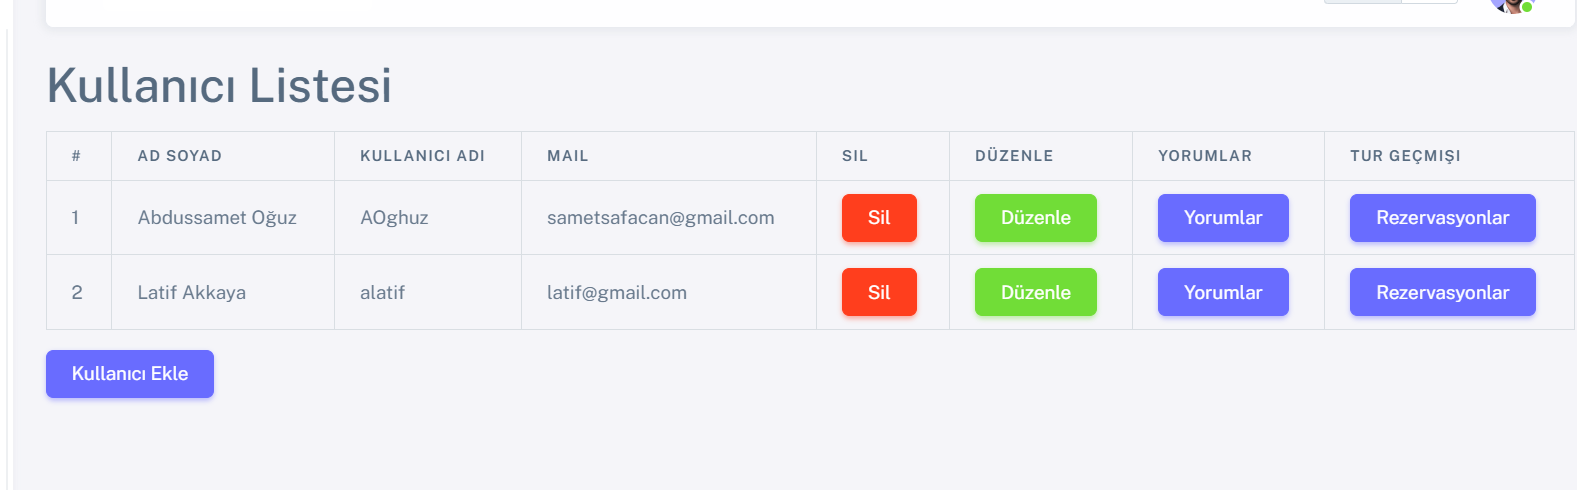 Kullanıcı Listesi
# AD SOYAD KULLANICI ADI MAIL SIL DÜZENLE YORUMLAR TUR GEÇMIŞI
1 Abdussamet Oğuz AOghuz sametsafacan@gmail.com Sil Düzenle Yorumlar Rezervasyonlar
2 Latif Akkaya alatif latif@gmail.com Sil Düzenle Yorumlar Rezervasyonlar
Kullanıcı Ekle